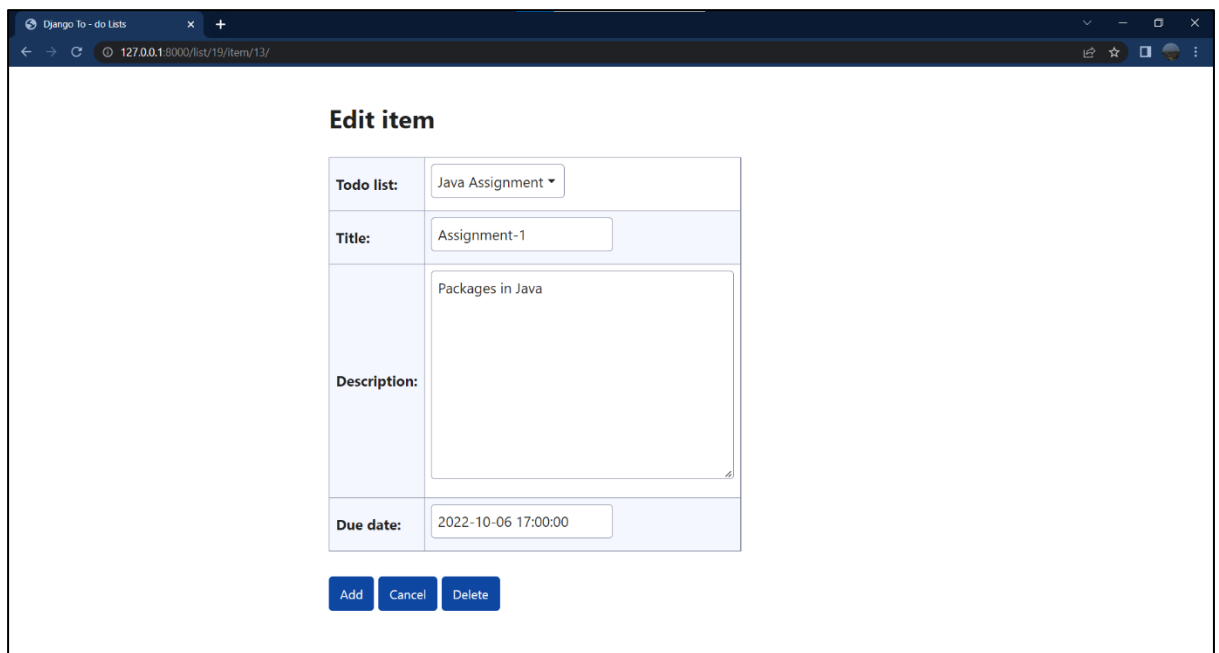 Django To - do Lists
127.0.0.1:8000/list/19/item/13/
Edit item
Todo list: Java Assignment
Title: Assignment-1
Description: Packages in Java
Due date: 2022-10-06 17:00:00
Add Cancel Delete